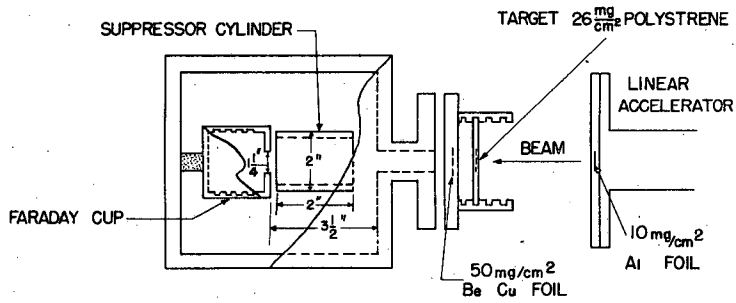 SUPPRESSOR CYLINDER
TARGET 26 mg/cm² POLYSTRENE
LINEAR
ACCELERATOR
BEAM
1 1/4"
2"
2"
3 1/2"
FARADAY CUP
10 mg/cm²
Al FOIL
50 mg/cm²
Be Cu FOIL